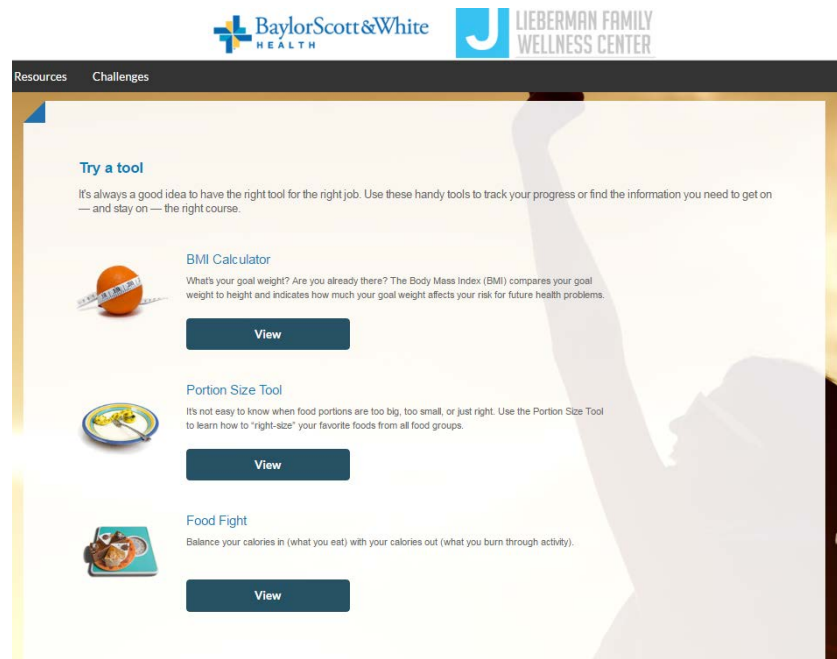 BaylorScott&White
HEALTH
LIEBERMAN FAMILY
WELLNESS CENTER
Resources Challenges
Try a tool
It's always a good idea to have the right tool for the right job. Use these handy tools to track your progress or find the information you need to get on
— and stay on — the right course.
BMI Calculator
What's your goal weight? Are you already there? The Body Mass Index (BMI) compares your goal
weight to height and indicates how much your goal weight affects your risk for future health problems.
View
Portion Size Tool
It's not easy to know when food portions are too big, too small, or just right. Use the Portion Size Tool
to learn how to "right-size" your favorite foods from all food groups.
View
Food Fight
Balance your calories in (what you eat) with your calories out (what you burn through activity).
View